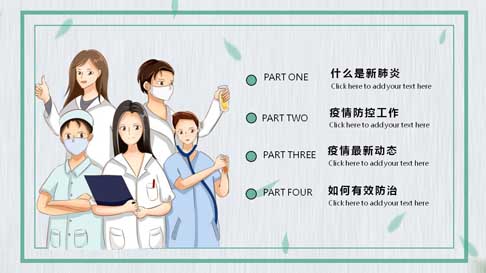 PART ONE
什么是新肺炎
Click here to add your text here
PART TWO
疫情防控工作
Click here to add your text here
PART THREE
疫情最新动态
Click here to add your text here
PART FOUR
如何有效防治
Click here to add your text here